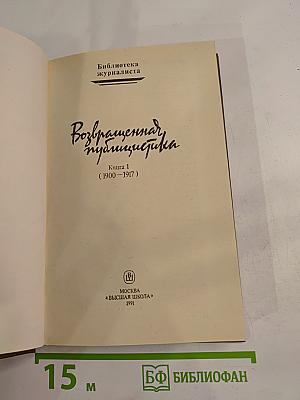 Библиотека
журналиста
Возвращенная
публицистика
Книга 1
(1900—1917)
МОСКВА
«ВЫСШАЯ ШКОЛА»
1991
15 м
БФ БИБЛИОФАН